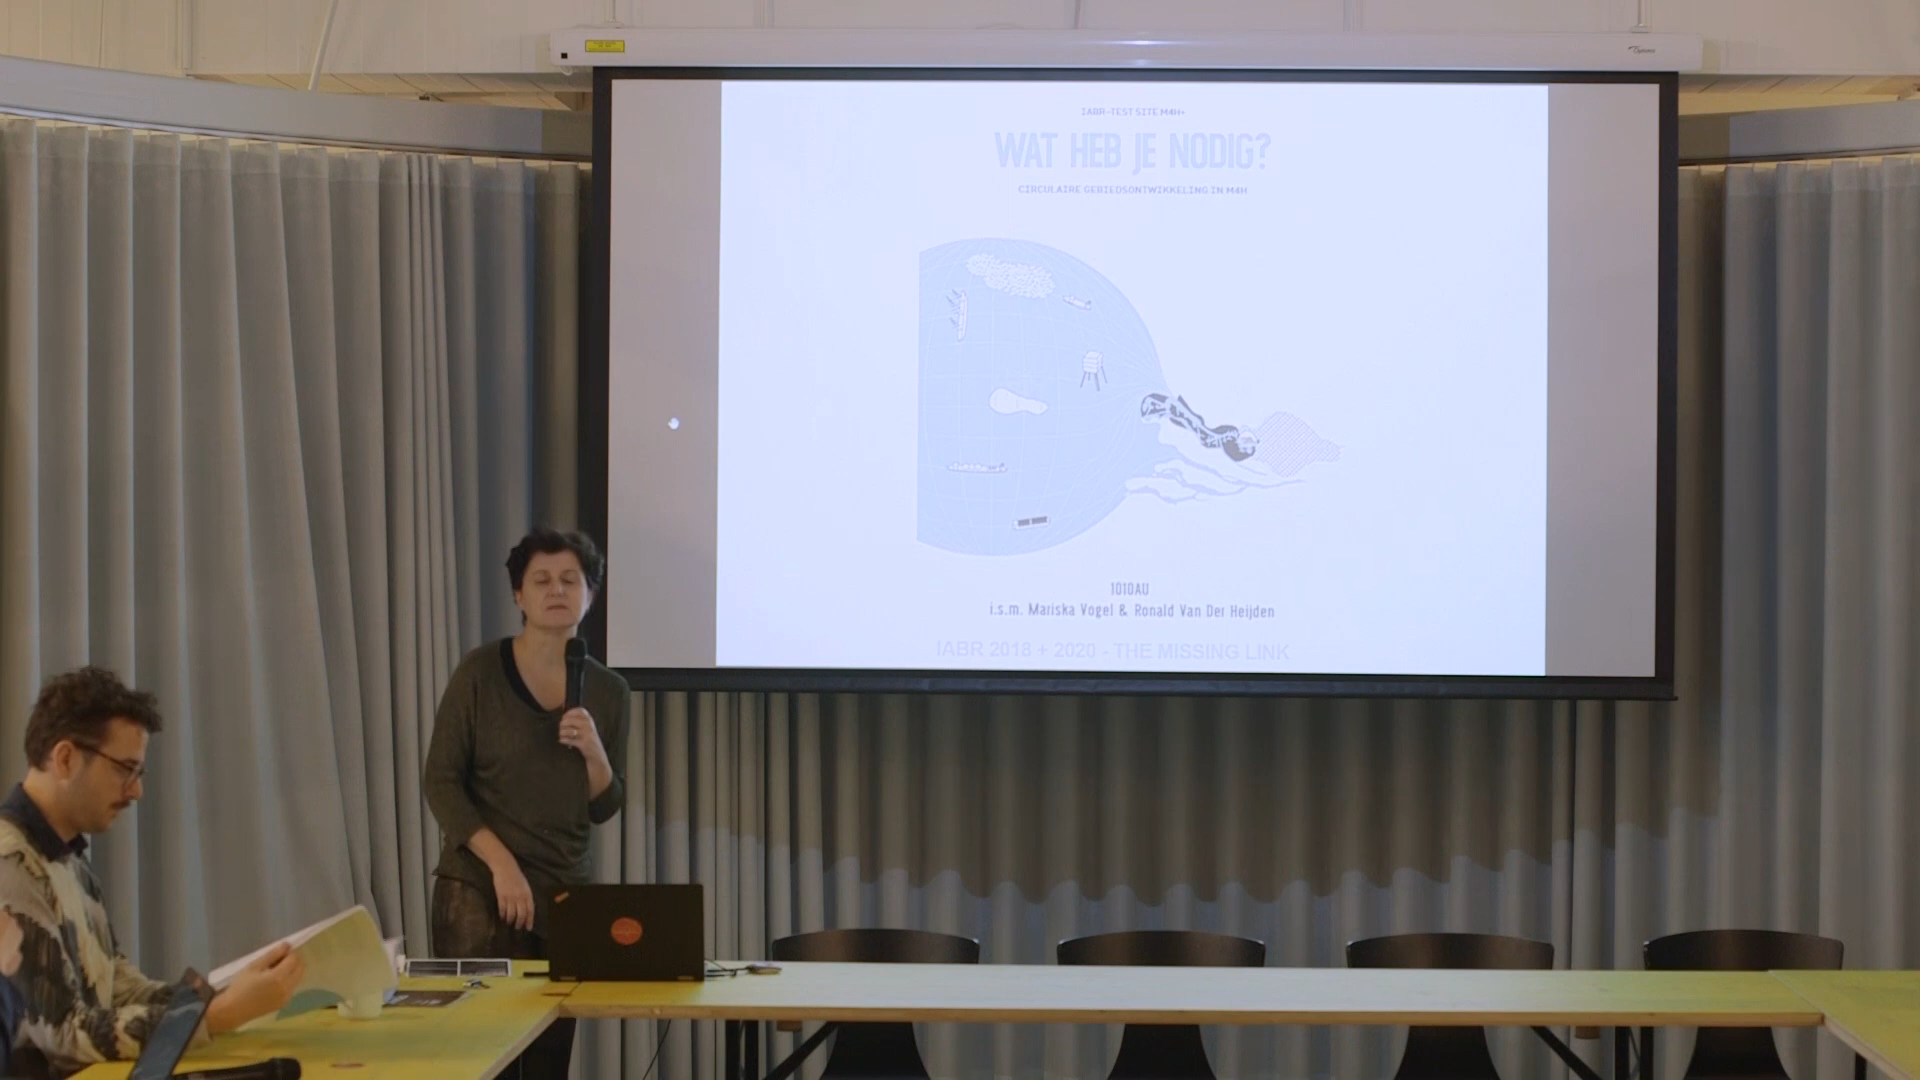 IABR-TEST SITE M4H+
WAT HEB JE NODIG?
CIRCULAIRE GEBIEDSONTWIKKELING IN M4H
1010AU
i.s.m. Mariska Vogel & Ronald Van Der Heijden
IABR 2018 + 2020 - THE MISSING LINK